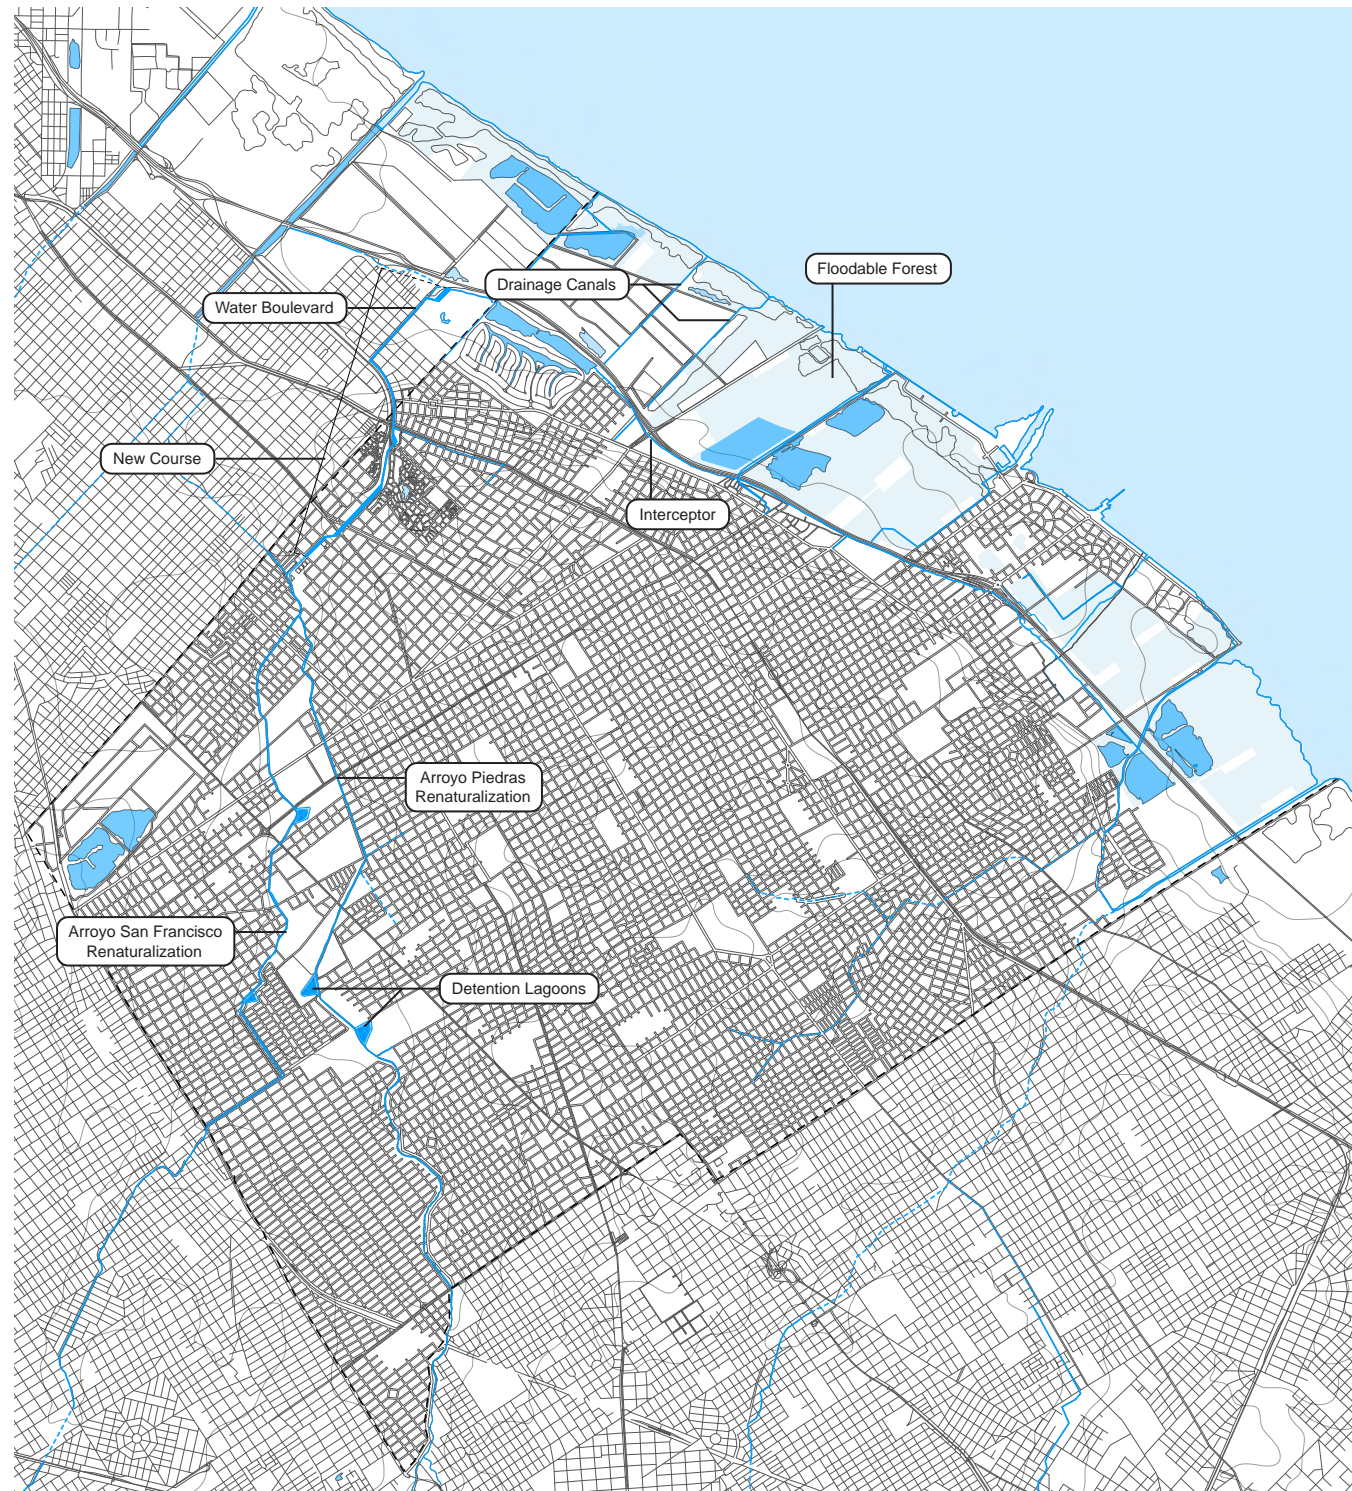 Floodable Forest
Drainage Canals
Water Boulevard
New Course
Interceptor
Arroyo Piedras
Renaturalization
Arroyo San Francisco
Renaturalization
Detention Lagoons